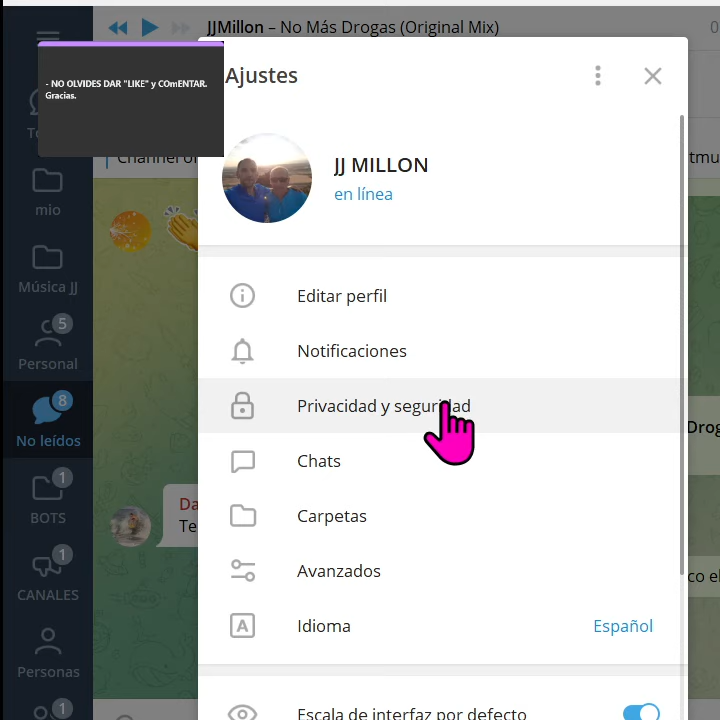 JJMillon – No Más Drogas (Original Mix)
- NO OLVIDES DAR "LIKE" y COmENTAR.
Gracias.
Ajustes
JJ MILLON
en línea
mio
Música JJ
5
Personal
8
No leídos
1
BOTS
1
CANALES
Personas
1
Channel
Te
Editar perfil
Notificaciones
Privacidad y seguridad
Chats
Carpetas
Avanzados
Idioma
Español
Escala de interfaz por defecto